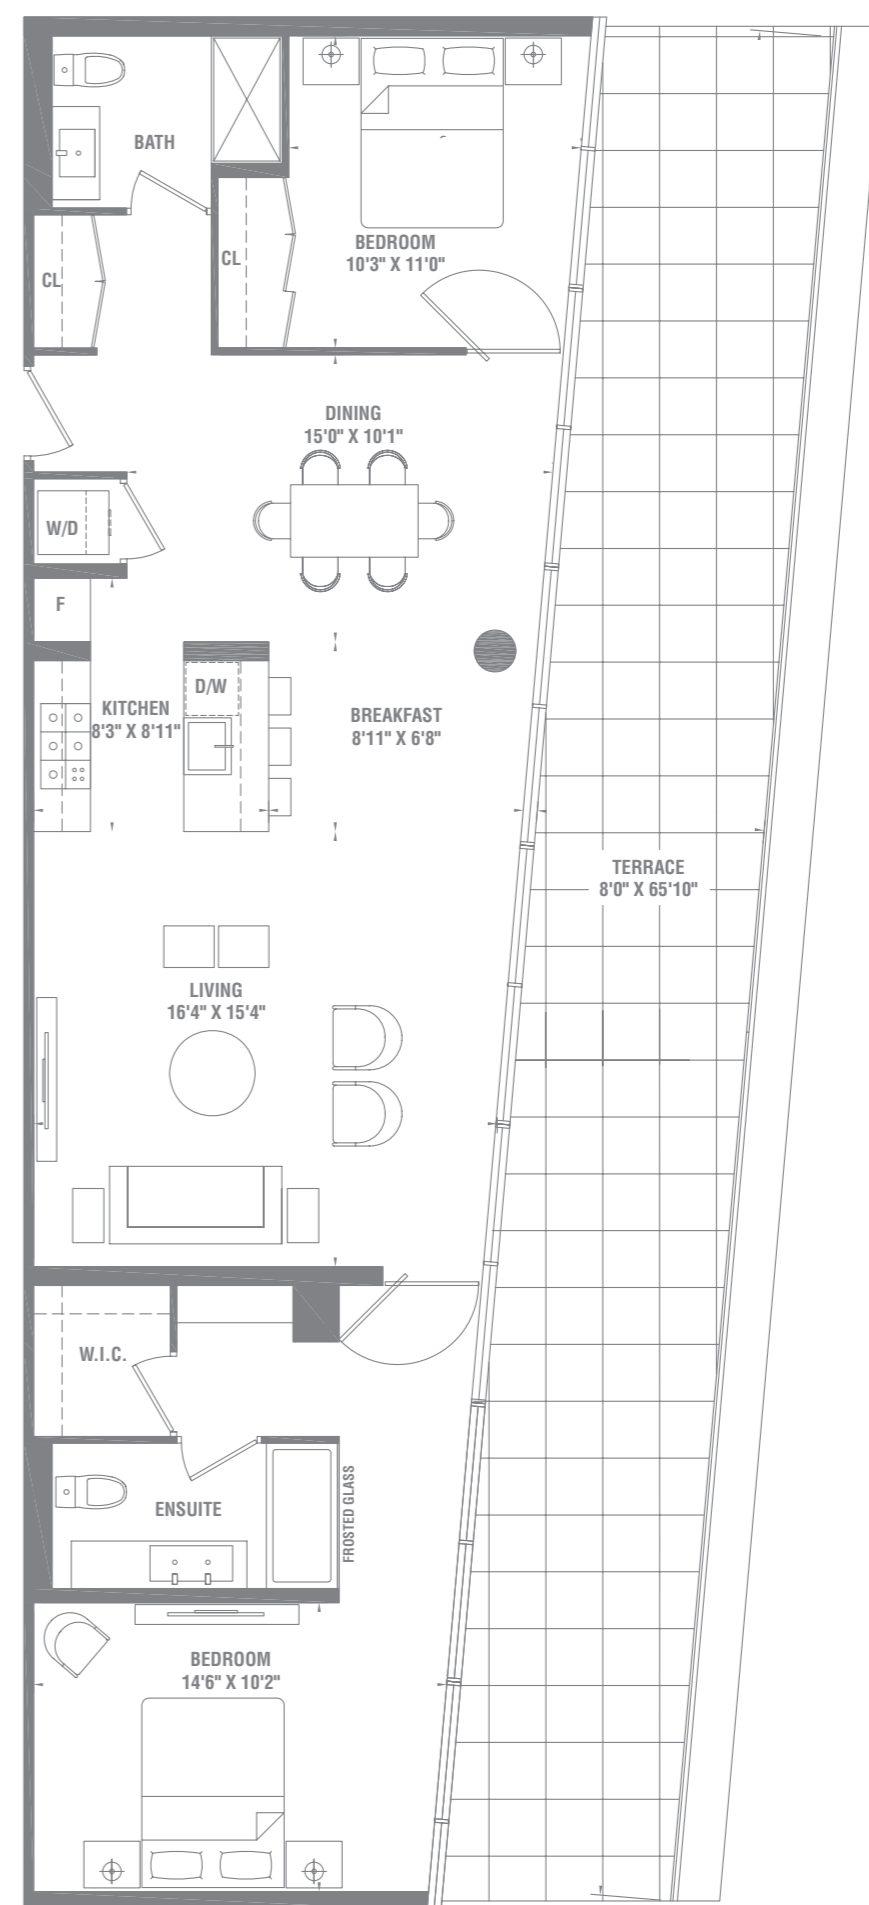 BATH
BEDROOM
10'3" X 11'0"
CL
CL
DINING
15'0" X 10'1"
W/D
F
D/W
KITCHEN
8'3" X 8'11"
BREAKFAST
8'11" X 6'8"
TERRACE
8'0" X 65'10"
LIVING
16'4" X 15'4"
W.I.C.
ENSUITE
FROSTED GLASS
BEDROOM
14'6" X 10'2"